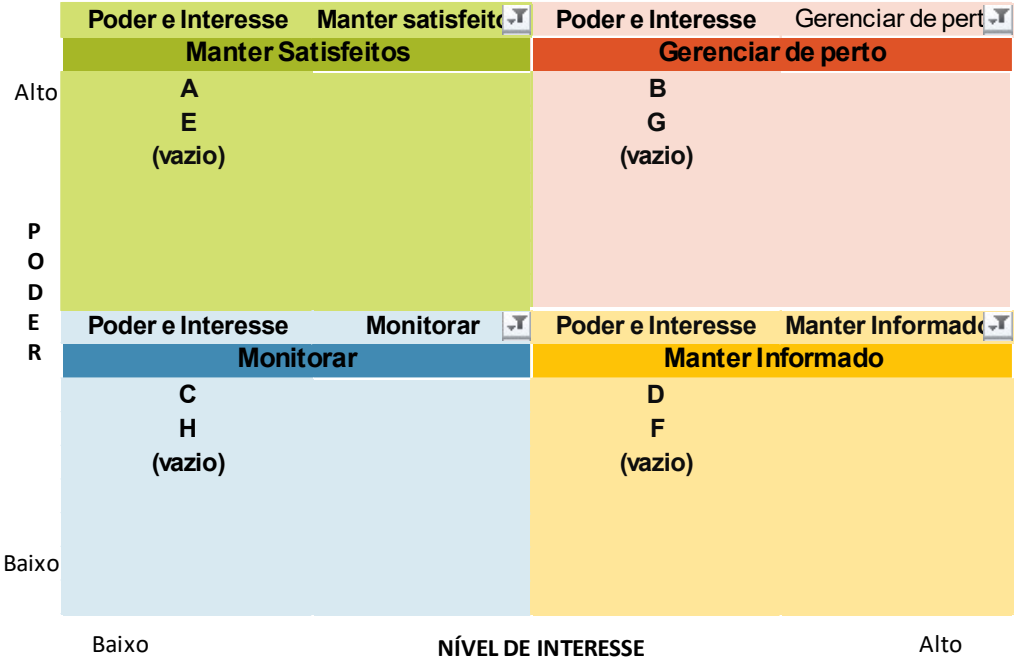 Poder e Interesse Manter satisfeito Poder e Interesse Gerenciar de pert
Manter Satisfeitos Gerenciar de perto
Alto A B
E G
(vazio) (vazio)
P
O
D
E
R
Poder e Interesse Monitorar Poder e Interesse Manter Informado
Monitorar Manter Informado
C D
H F
(vazio) (vazio)
Baixo
Baixo NÍVEL DE INTERESSE Alto